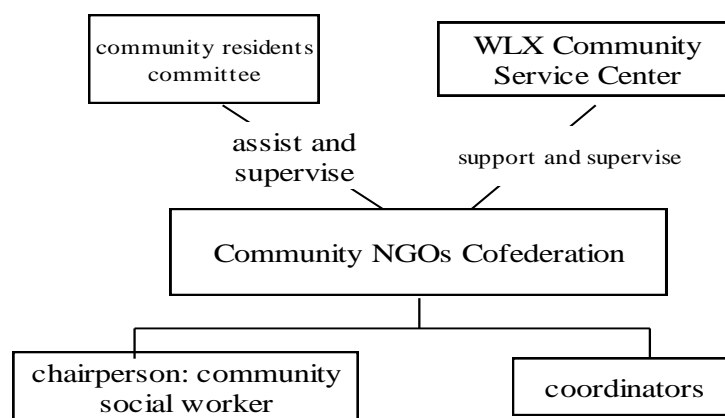 community residents
committee
WLX Community
Service Center
assist and
supervise
support and supervise
Community NGOs Cofederation
chairperson: community
social worker
coordinators